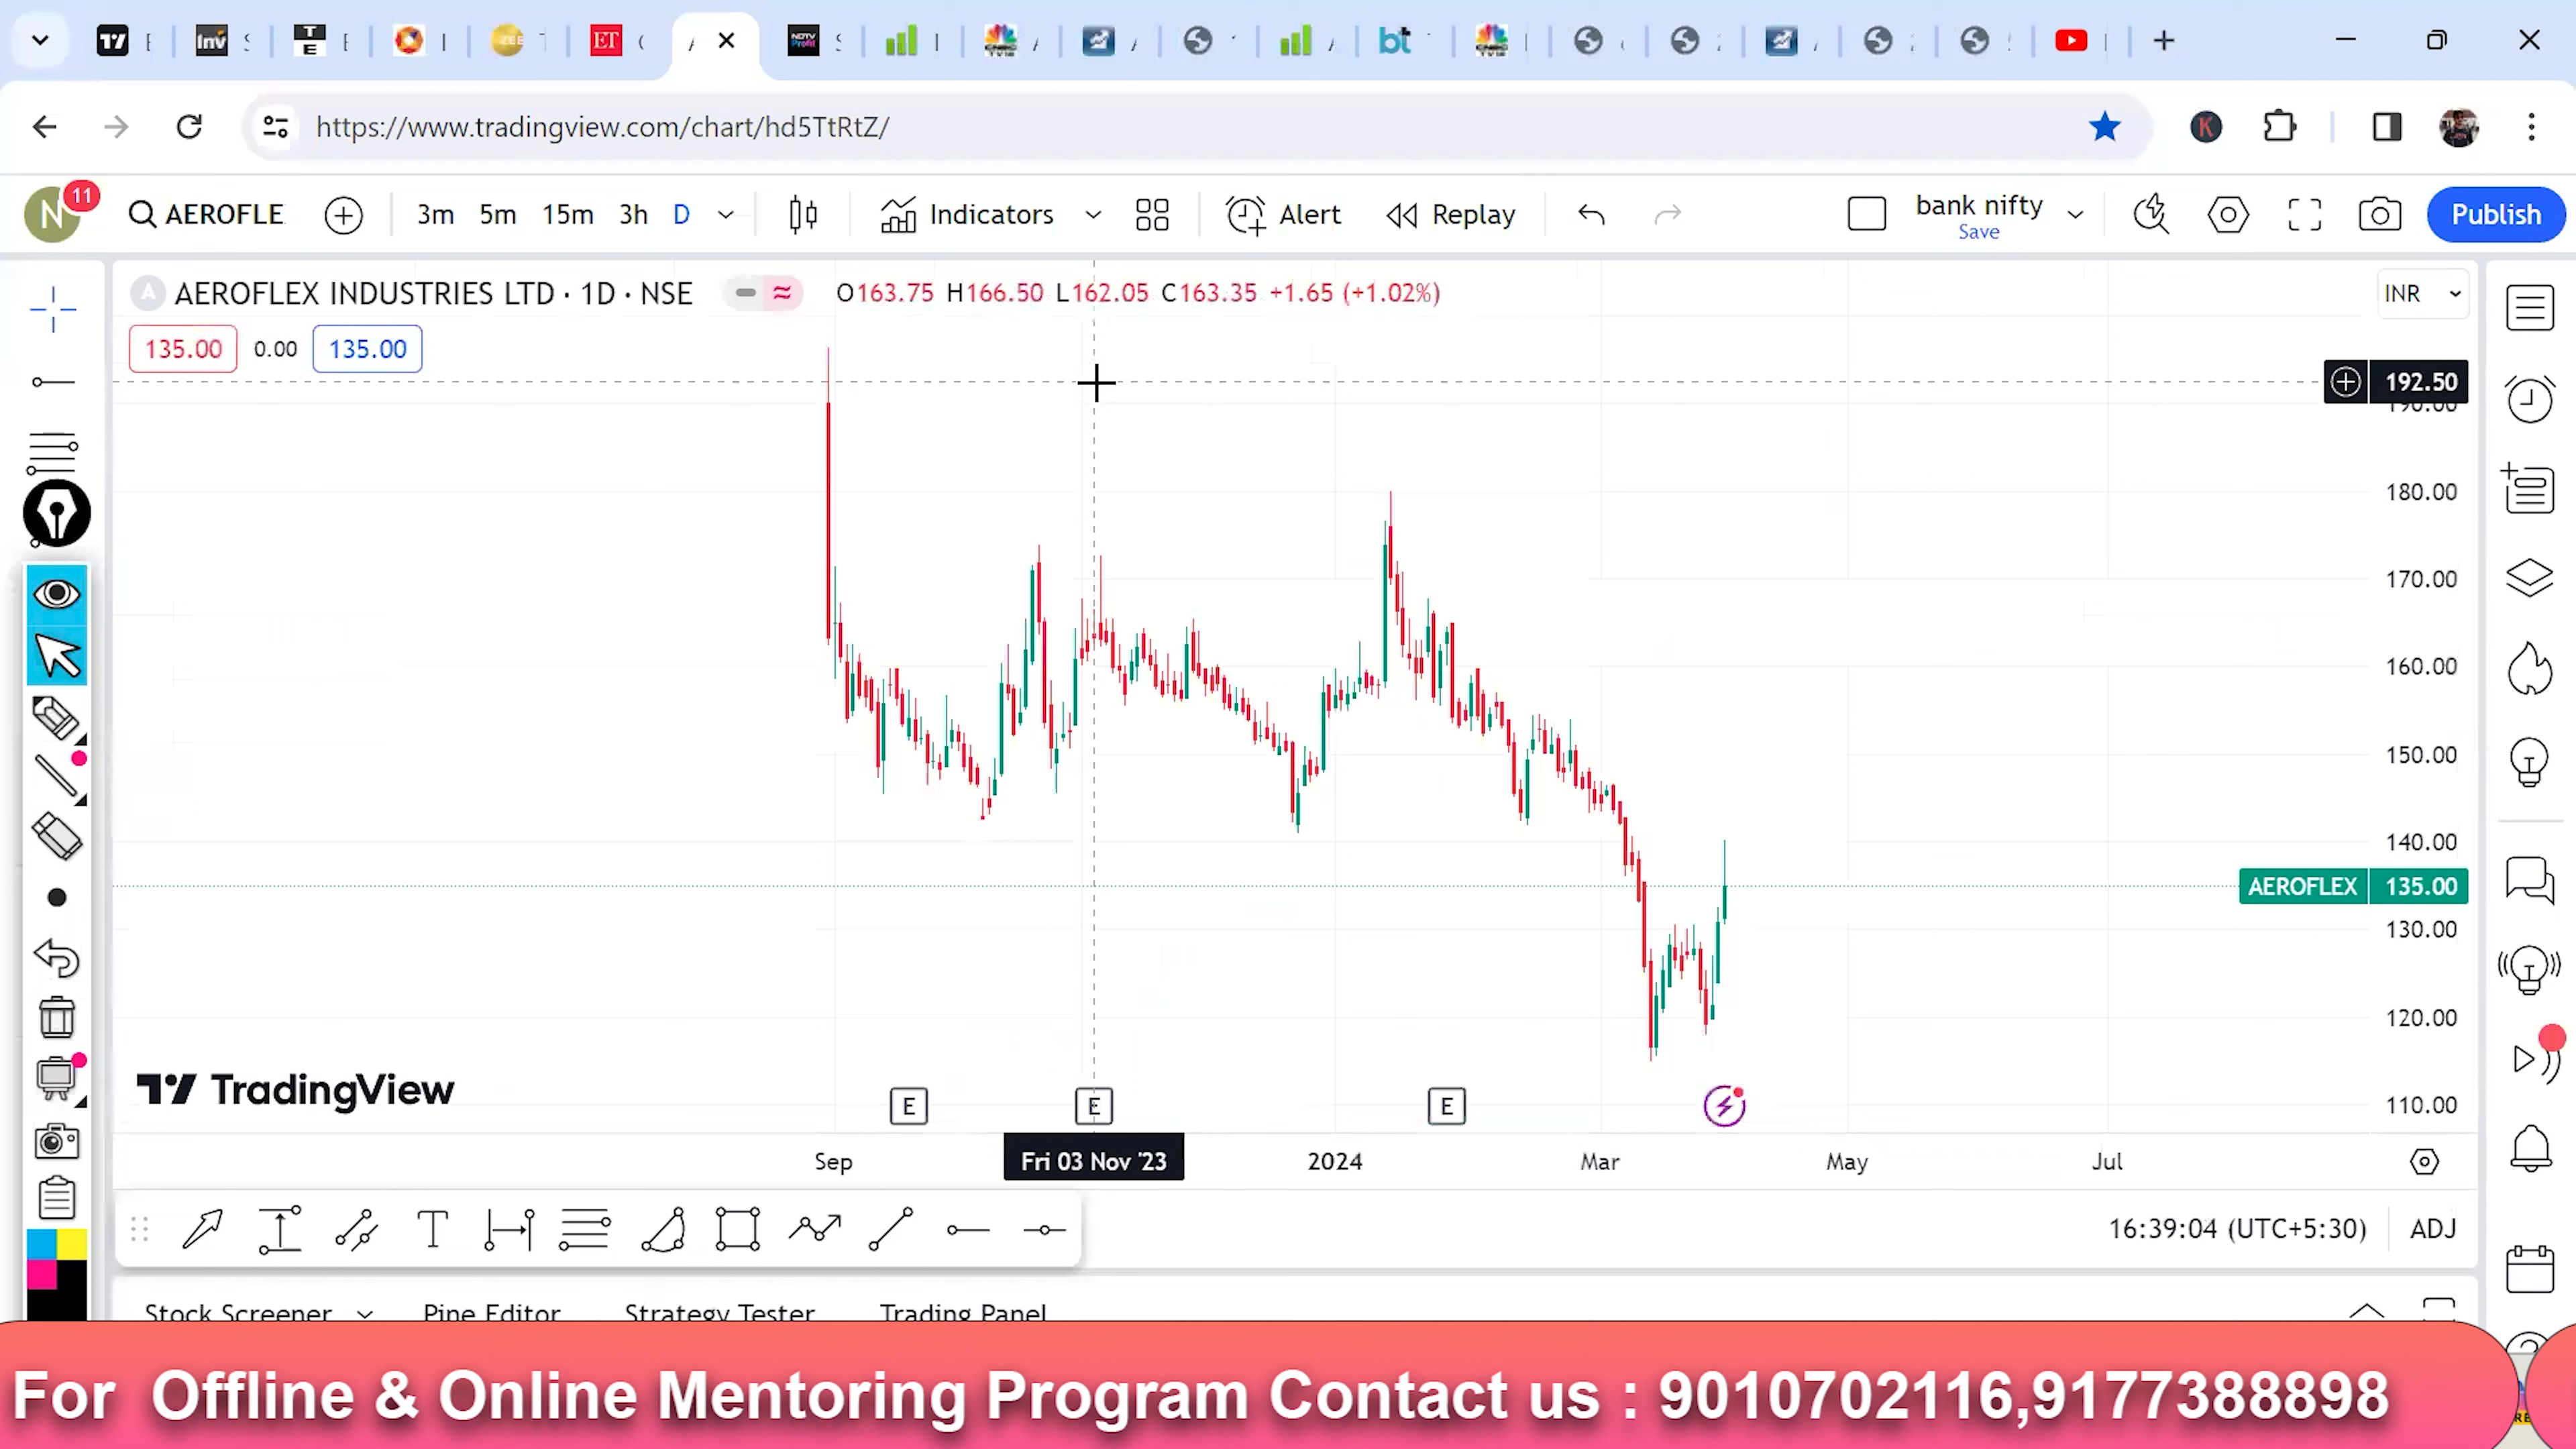 https://www.tradingview.com/chart/hd5TtRtZ/
N 11 AEROFLE 3m 5m 15m 3h D Indicators Alert Replay bank nifty Save Publish
AEROFLEX INDUSTRIES LTD · 1D · NSE O163.75 H166.50 L162.05 C163.35 +1.65 (+1.02%) INR
135.00 0.00 135.00
192.50
190.00
180.00
170.00
160.00
150.00
140.00
AEROFLEX 135.00
130.00
120.00
110.00
TradingView
E E E
Sep Fri 03 Nov '23 2024 Mar May Jul
16:39:04 (UTC+5:30) ADJ
Stock Screener Pine Editor Strategy Tester Trading Panel
For Offline & Online Mentoring Program Contact us : 9010702116,9177388898